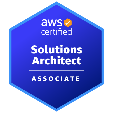 aws
certified
Solutions
Architect
ASSOCIATE